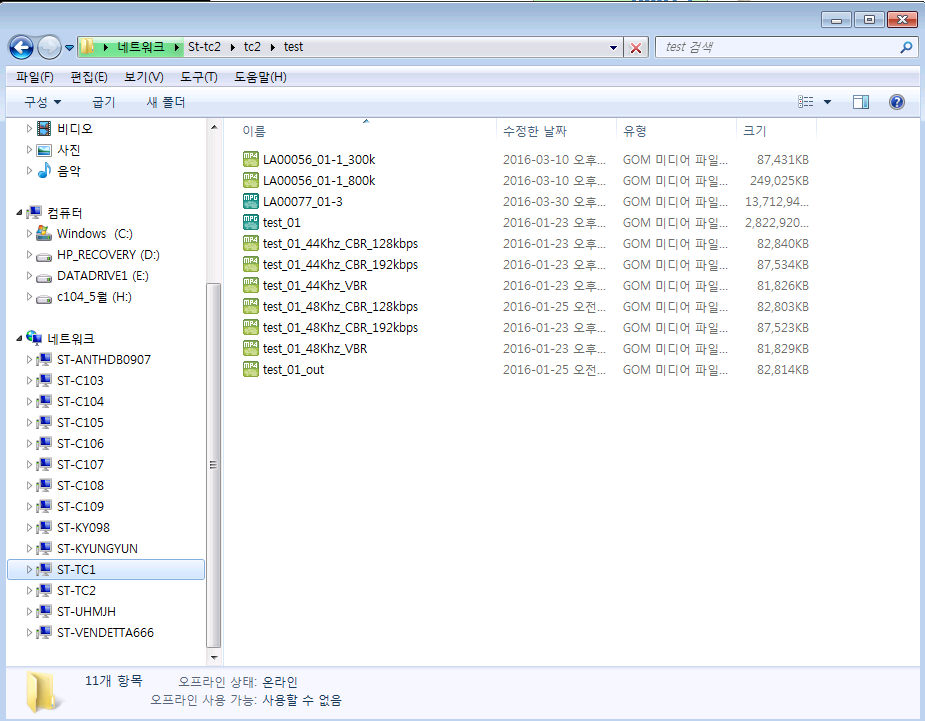 네트워크 St-tc2 tc2 test
test 검색
파일(F) 편집(E) 보기(V) 도구(T) 도움말(H)
구성 굽기 새 폴더
비디오
사진
음악
컴퓨터
Windows (C:)
HP_RECOVERY (D:)
DATADRIVE1 (E:)
c104_5월 (H:)
네트워크
ST-ANTHDB0907
ST-C103
ST-C104
ST-C105
ST-C106
ST-C107
ST-C108
ST-C109
ST-KY098
ST-KYUNGYUN
ST-TC1
ST-TC2
ST-UHMJH
ST-VENDETTA666
이름 수정한 날짜 유형 크기
MP4 LA00056_01-1_300k 2016-03-10 오후... GOM 미디어 파일... 87,431KB
MP4 LA00056_01-1_800k 2016-03-10 오후... GOM 미디어 파일... 249,025KB
MPG LA00077_01-3 2016-03-30 오후... GOM 미디어 파일... 13,712,94...
MPG test_01 2016-01-23 오후... GOM 미디어 파일... 2,822,920...
MP4 test_01_44Khz_CBR_128kbps 2016-01-23 오후... GOM 미디어 파일... 82,840KB
MP4 test_01_44Khz_CBR_192kbps 2016-01-23 오후... GOM 미디어 파일... 87,534KB
MP4 test_01_44Khz_VBR 2016-01-23 오후... GOM 미디어 파일... 81,826KB
MP4 test_01_48Khz_CBR_128kbps 2016-01-25 오전... GOM 미디어 파일... 82,803KB
MP4 test_01_48Khz_CBR_192kbps 2016-01-23 오후... GOM 미디어 파일... 87,523KB
MP4 test_01_48Khz_VBR 2016-01-23 오후... GOM 미디어 파일... 81,829KB
MP4 test_01_out 2016-01-25 오전... GOM 미디어 파일... 82,814KB
11개 항목 오프라인 상태: 온라인
오프라인 사용 가능: 사용할 수 없음